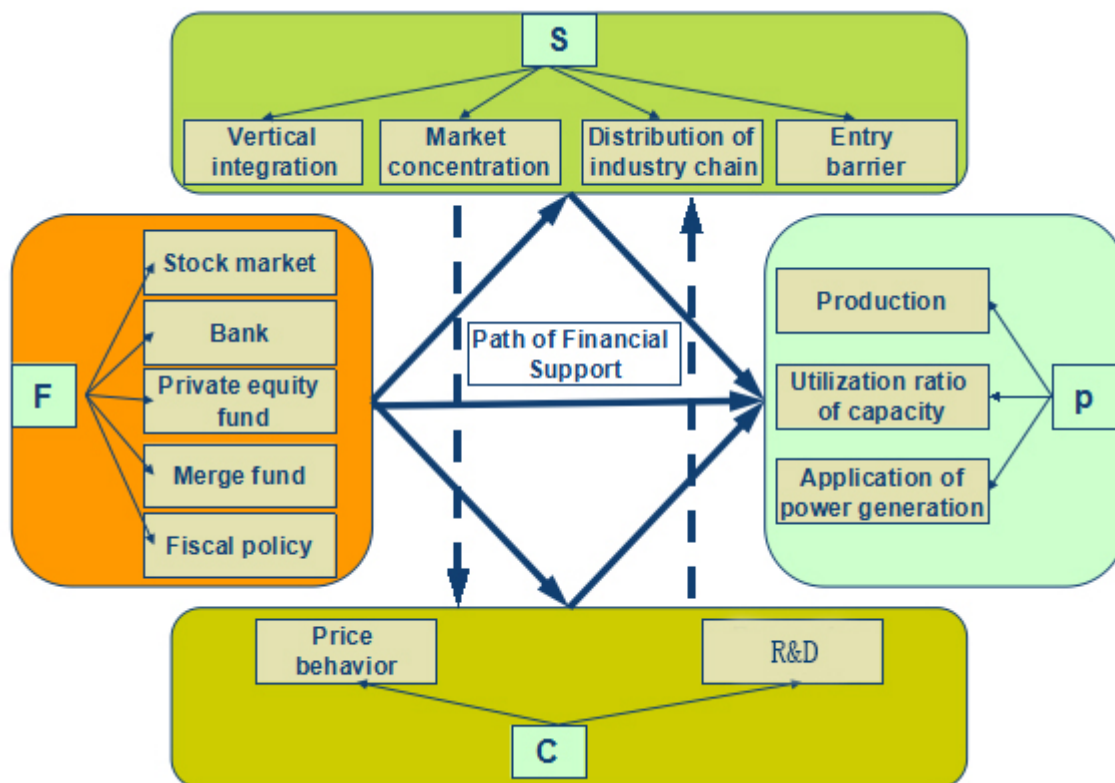 S
Vertical
integration
Market
concentration
Distribution of
industry chain
Entry
barrier
F
Stock market
Bank
Private equity
fund
Merge fund
Fiscal policy
Path of Financial
Support
Production
Utilization ratio
of capacity
Application of
power generation
p
Price
behavior
R&D
C